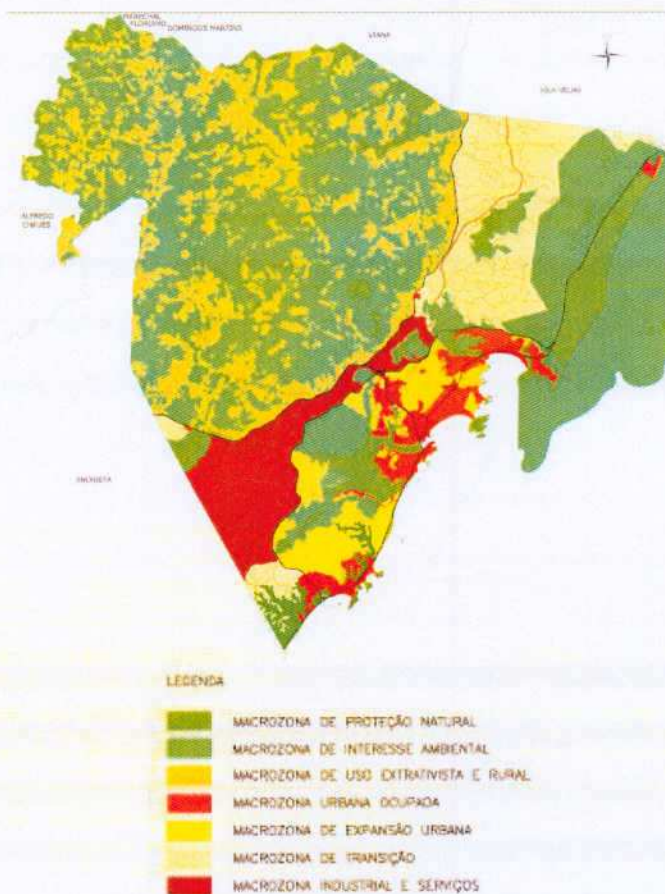 MARECHAL
FLORIANO
DOMINGOS MARTINS
VIANA
VILA VELHA
ALFREDO
CHAVES
ANCHIETA
LEGENDA
MACROZONA DE PROTEÇÃO NATURAL
MACROZONA DE INTERESSE AMBIENTAL
MACROZONA DE USO EXTRATIVISTA E RURAL
MACROZONA URBANA OCUPADA
MACROZONA DE EXPANSÃO URBANA
MACROZONA DE TRANSIÇÃO
MACROZONA INDUSTRIAL E SERVIÇOS